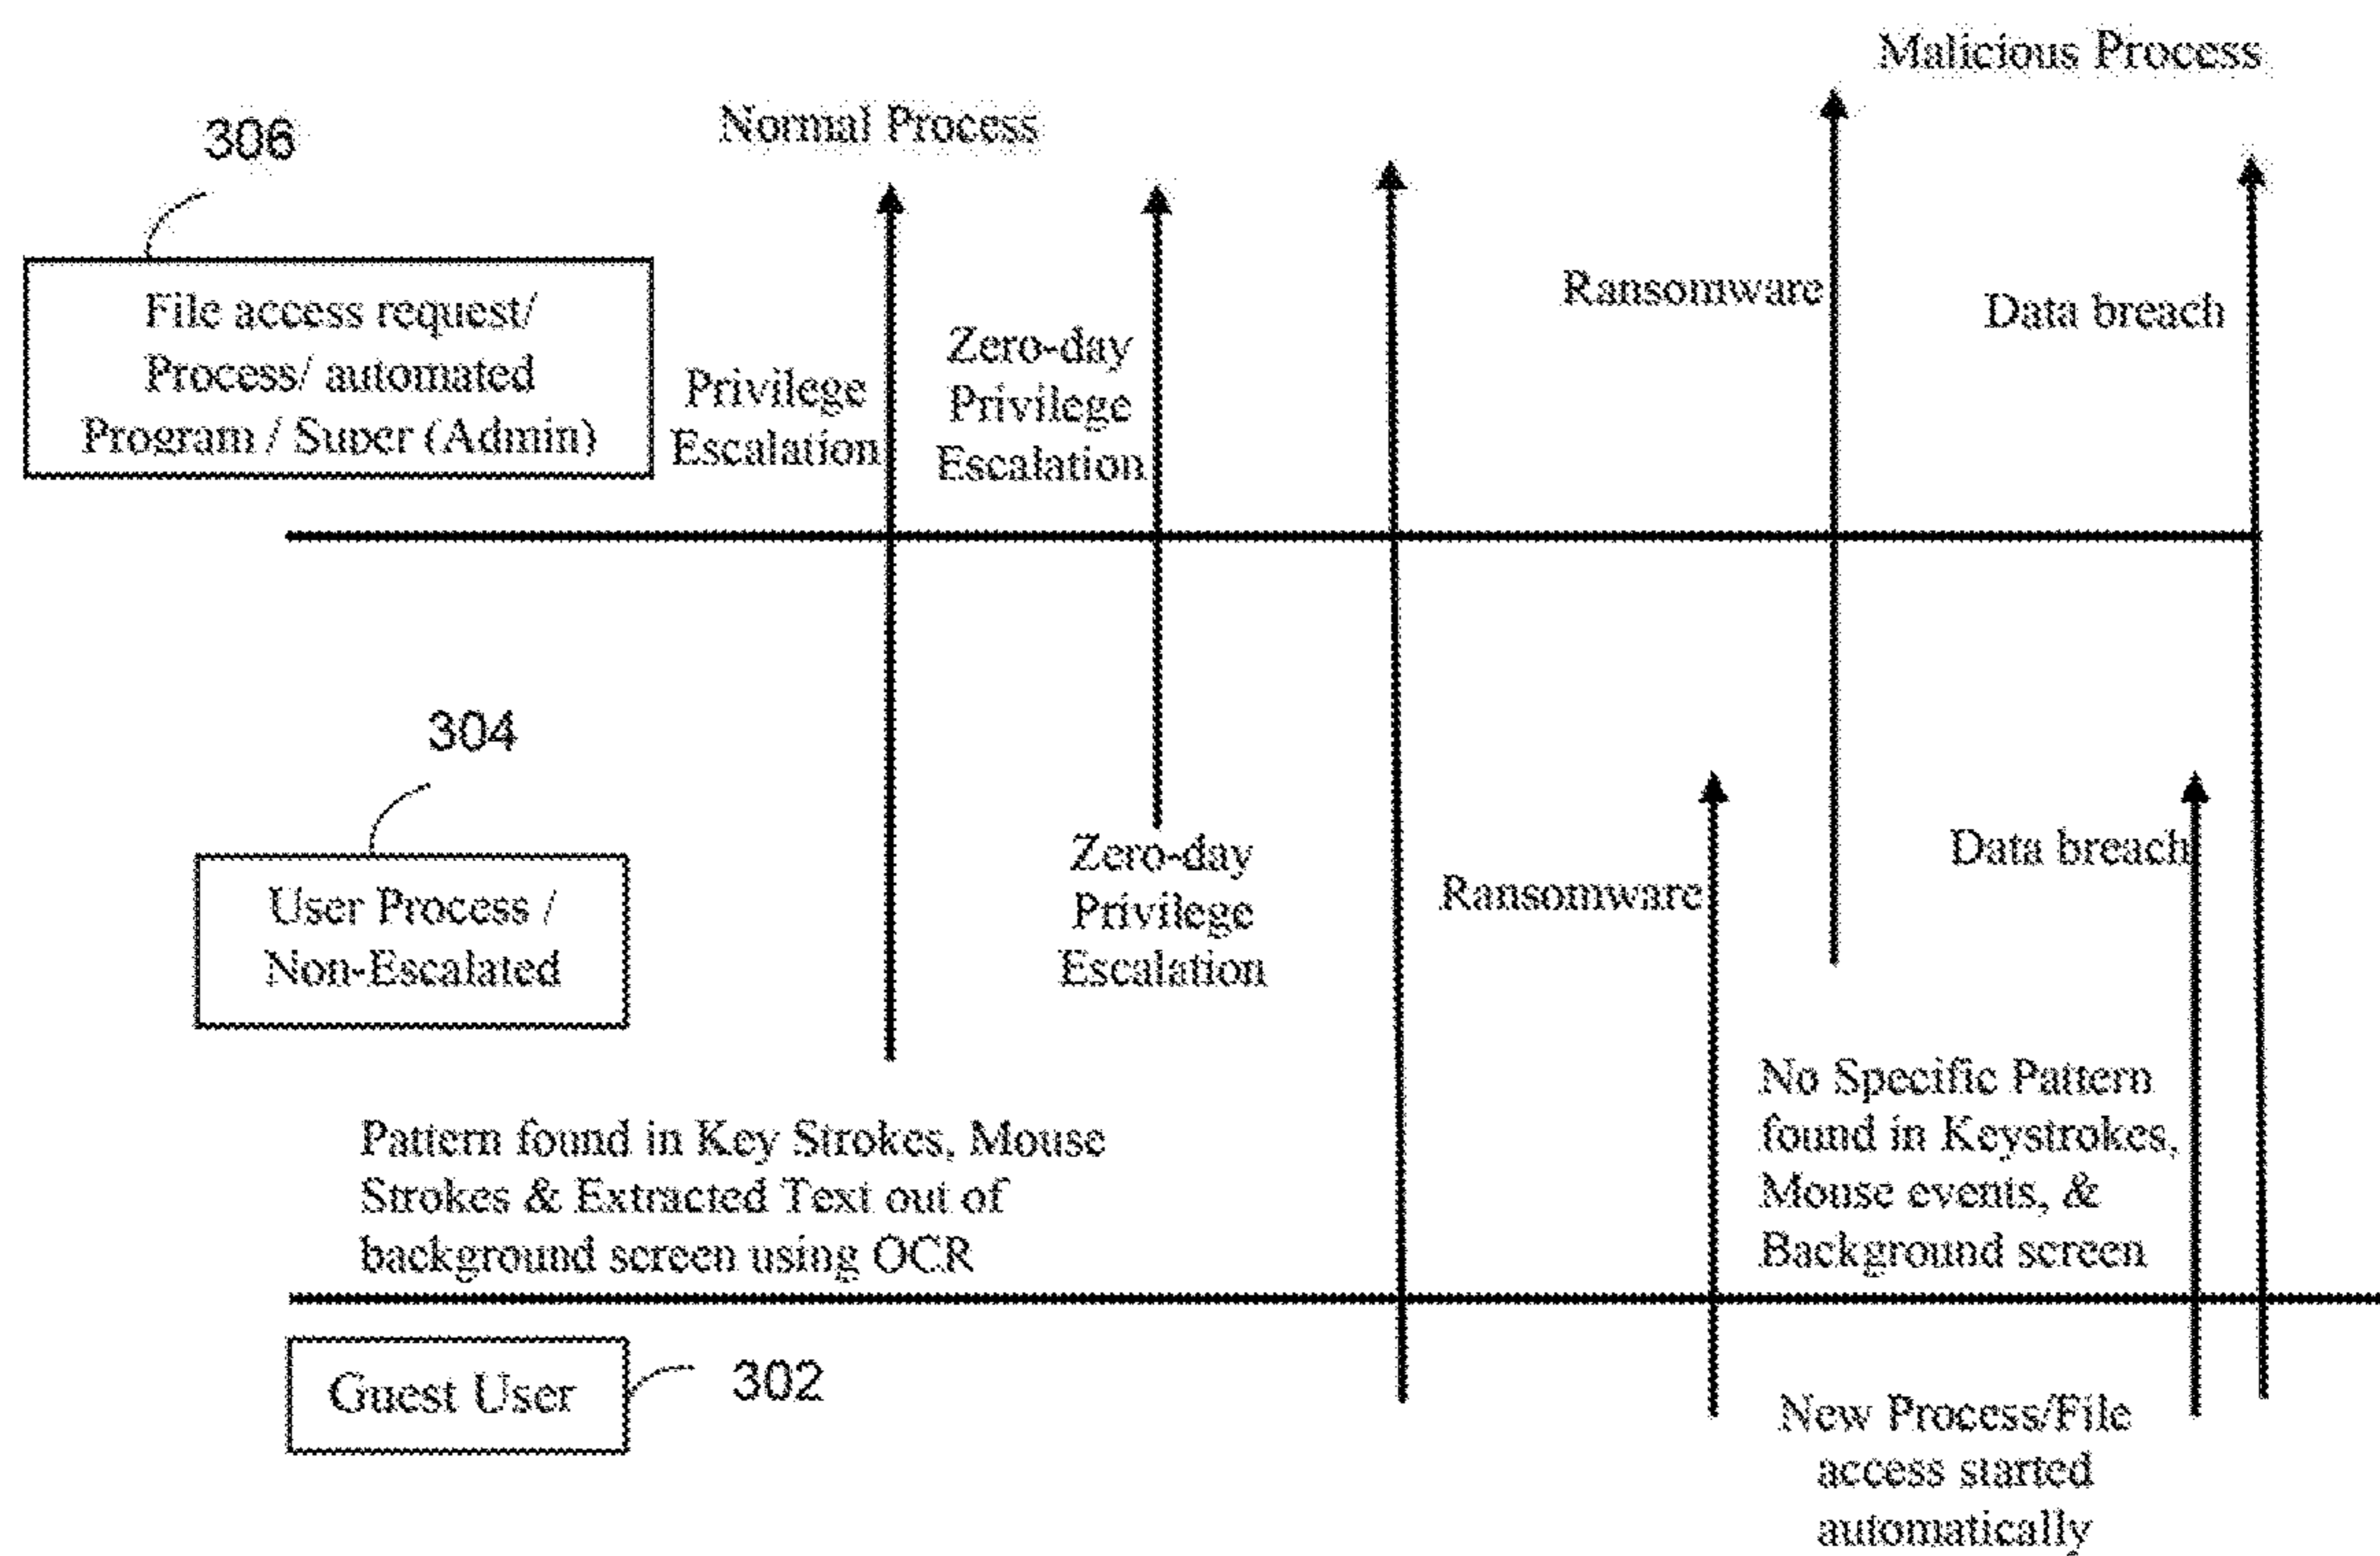 Malicious Process
Normal Process
306
File access request/
Process/ automated
Program / Super (Admin)
Privilege
Escalation
Zero-day
Privilege
Escalation
Ransomware
Data breach
304
User Process /
Non-Escalated
Zero-day
Privilege
Escalation
Ransomware
Data breach
Pattern found in Key Strokes, Mouse
Strokes & Extracted Text out of
background screen using OCR
No Specific Pattern
found in Keystrokes,
Mouse events, &
Background screen
Guest User
302
New Process/File
access started
automatically